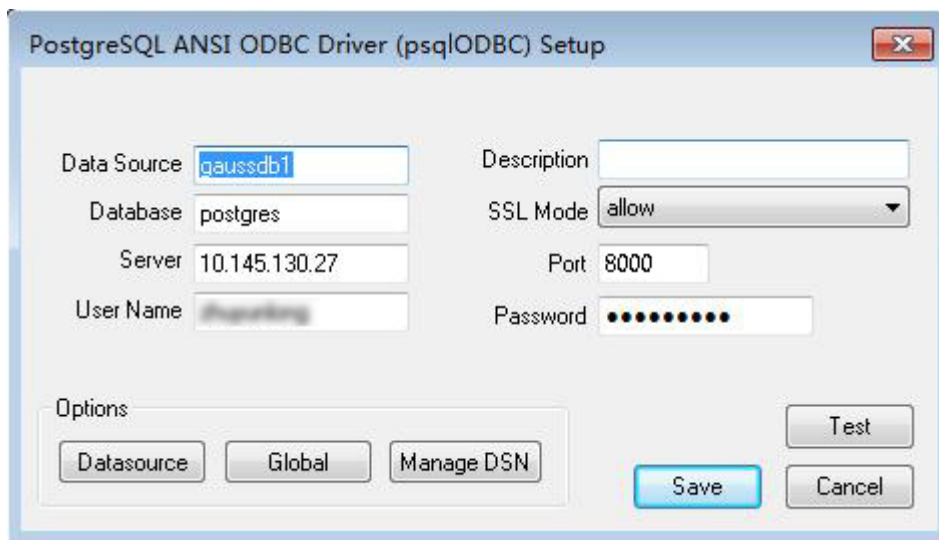 PostgreSQL ANSI ODBC Driver (psqlODBC) Setup
Data Source gaussdb1 Description
Database postgres SSL Mode allow
Server 10.145.130.27 Port 8000
User Name Password ●●●●●●●●●
Options
Datasource Global Manage DSN
Test
Save Cancel